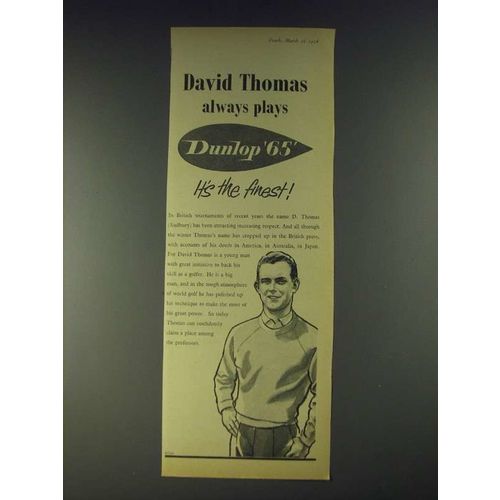 Punch, March 26 1958
David Thomas
always plays
Dunlop '65'
It's the finest!
In British tournaments of recent years the name D. Thomas
(Sudbury) has been attracting increasing respect. And all through
the winter Thomas's name has cropped up in the British press,
with accounts of his deeds in America, in Australia, in Japan.
For David Thomas is a young man
with great initiative to back his
skill as a golfer. He is a big
man, and in the tough atmosphere
of world golf he has polished up
his technique to make the most of
his great power. So today
Thomas can confidently
claim a place among
the professors.